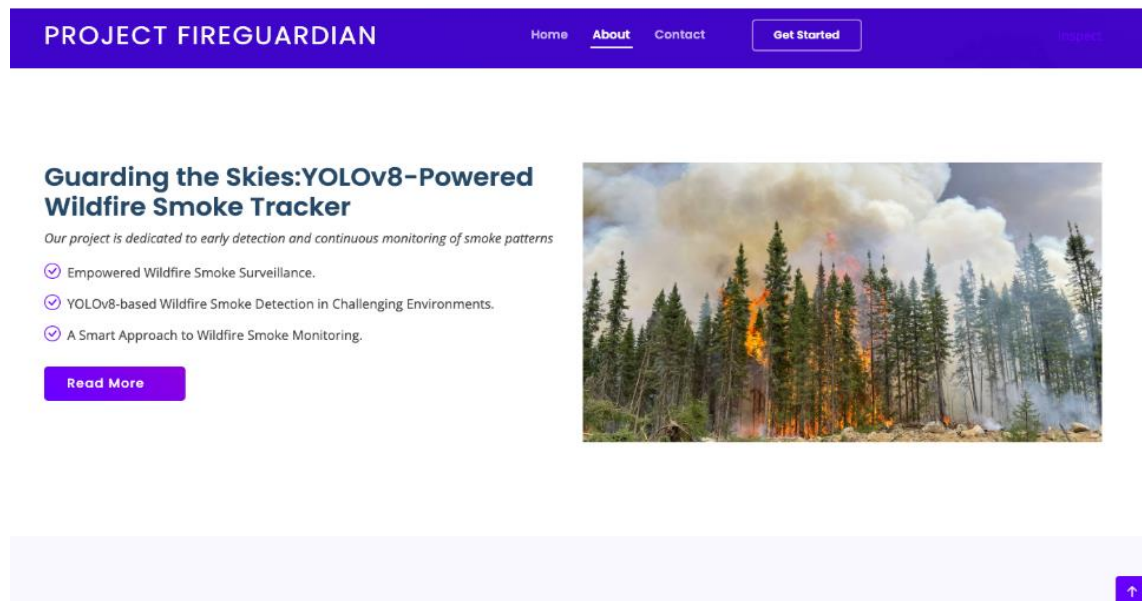 PROJECT FIREGUARDIAN
Home About Contact Get Started Inspect
Guarding the Skies:YOLOv8-Powered
Wildfire Smoke Tracker
Our project is dedicated to early detection and continuous monitoring of smoke patterns
Empowered Wildfire Smoke Surveillance.
YOLOv8-based Wildfire Smoke Detection in Challenging Environments.
A Smart Approach to Wildfire Smoke Monitoring.
Read More